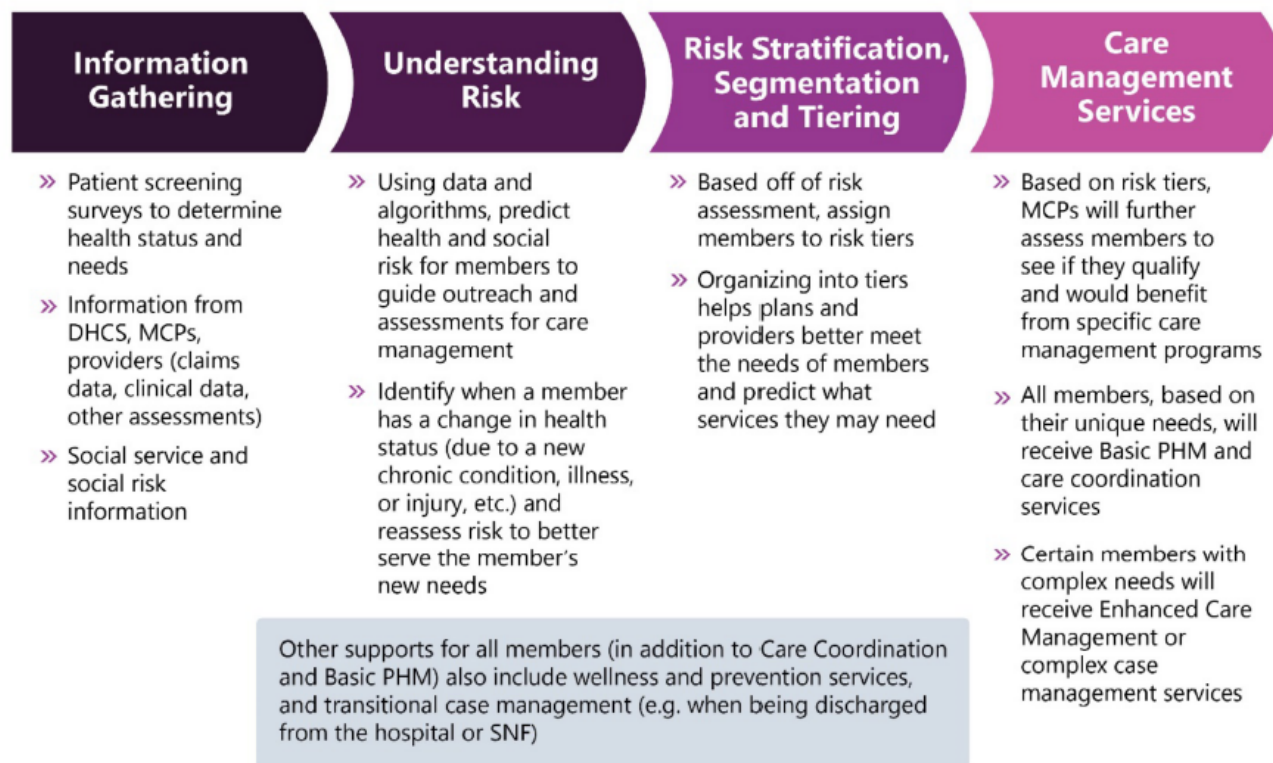 Information
Gathering
» Patient screening
surveys to determine
health status and
needs
» Information from
DHCS, MCPs,
providers (claims
data, clinical data,
other assessments)
» Social service and
social risk
information
Understanding
Risk
» Using data and
algorithms, predict
health and social
risk for members to
guide outreach and
assessments for care
management
» Identify when a member
has a change in health
status (due to a new
chronic condition, illness,
or injury, etc.) and
reassess risk to better
serve the member's
new needs
Risk Stratification,
Segmentation
and Tiering
» Based off of risk
assessment, assign
members to risk tiers
» Organizing into tiers
helps plans and
providers better meet
the needs of members
and predict what
services they may need
Care
Management
Services
» Based on risk tiers,
MCPs will further
assess members to
see if they qualify
and would benefit
from specific care
management programs
» All members, based on
their unique needs, will
receive Basic PHM and
care coordination
services
» Certain members with
complex needs will
receive Enhanced Care
Management or
complex case
management services
Other supports for all members (in addition to Care Coordination
and Basic PHM) also include wellness and prevention services,
and transitional case management (e.g. when being discharged
from the hospital or SNF)